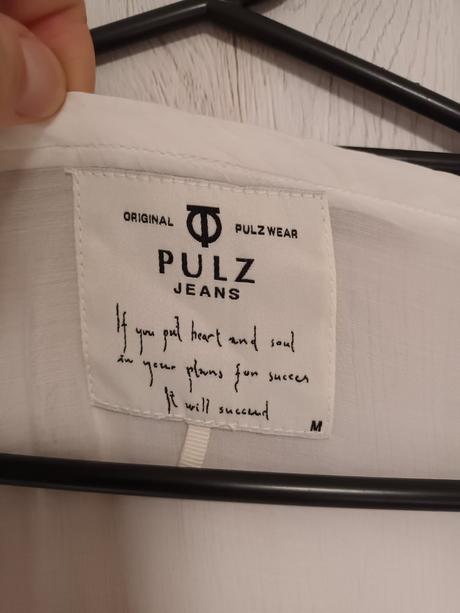 ORIGINAL PULZWEAR
PULZ
JEANS
If you put heart and soul
in your plans for succes
It will succeed
M